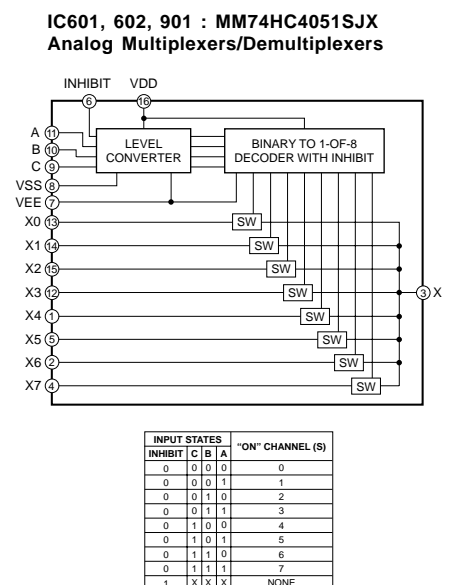 IC601, 602, 901 : MM74HC4051SJX
Analog Multiplexers/Demultiplexers
INHIBIT VDD
6 16
A 11
B 10
C 9
VSS 8
VEE 7
LEVEL
CONVERTER
BINARY TO 1-OF-8
DECODER WITH INHIBIT
X0 13 SW
X1 14 SW
X2 15 SW
X3 12 SW 3 X
X4 1 SW
X5 5 SW
X6 2 SW
X7 4 SW
INPUT STATES "ON" CHANNEL (S)
INHIBIT C B A
0 0 0 0 0
0 0 0 1 1
0 0 1 0 2
0 0 1 1 3
0 1 0 0 4
0 1 0 1 5
0 1 1 0 6
0 1 1 1 7
1 X X X NONE